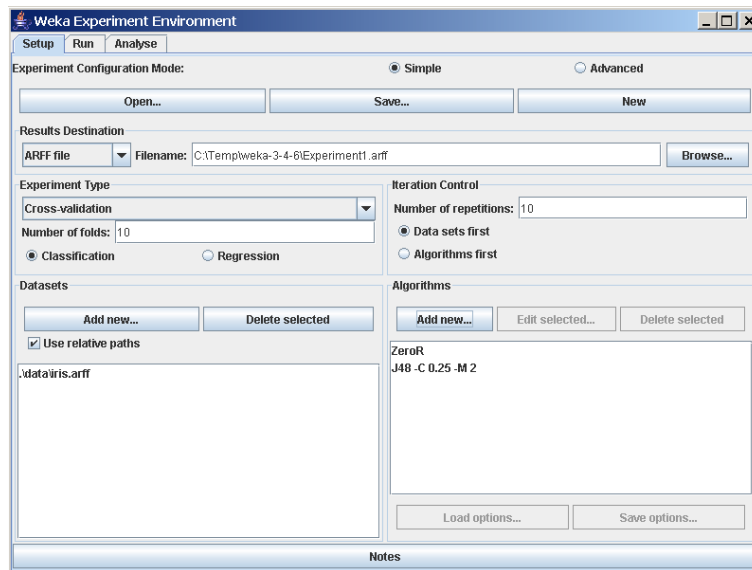 Weka Experiment Environment
Setup Run Analyse
Experiment Configuration Mode: Simple Advanced
Open... Save... New
Results Destination
ARFF file Filename: C:\Temp\weka-3-4-6\Experiment1.arff Browse...
Experiment Type
Cross-validation
Number of folds: 10
Classification Regression
Iteration Control
Number of repetitions: 10
Data sets first
Algorithms first
Datasets
Add new... Delete selected
Use relative paths
.\data\iris.arff
Algorithms
Add new... Edit selected... Delete selected
ZeroR
J48 -C 0.25 -M 2
Load options... Save options...
Notes